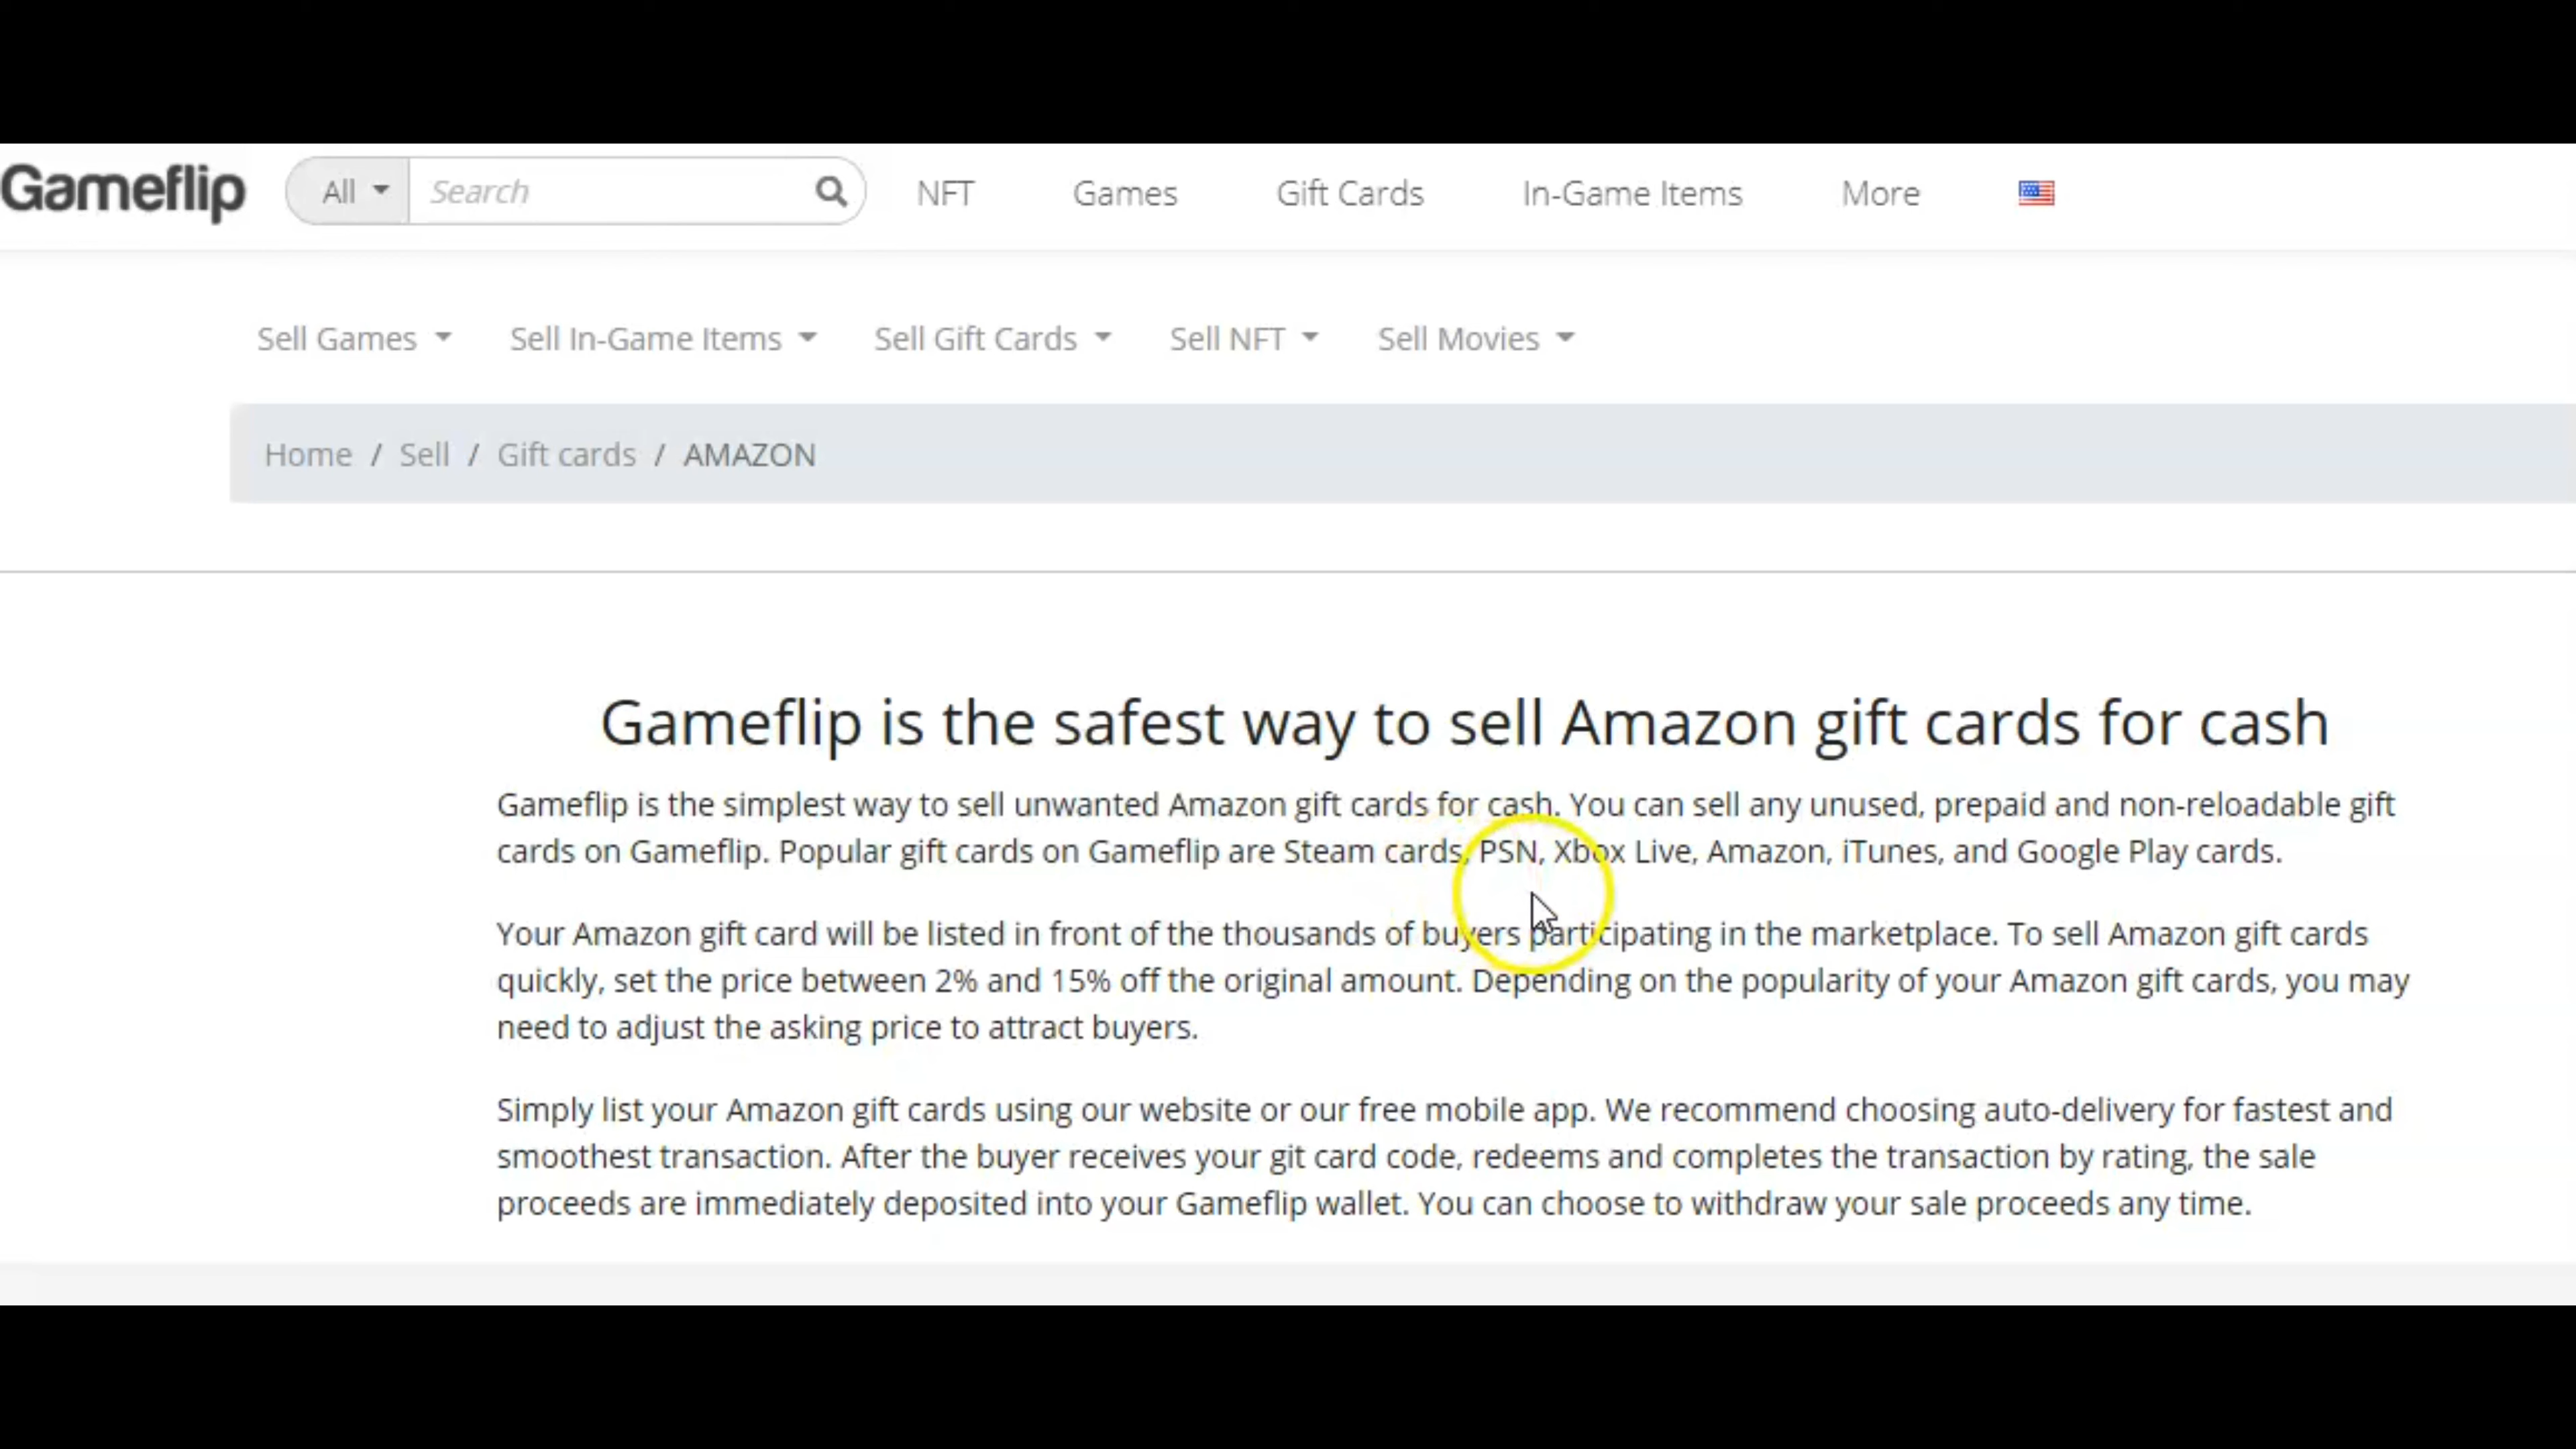 Gameflip All Search NFT Games Gift Cards In-Game Items More
Sell Games Sell In-Game Items Sell Gift Cards Sell NFT Sell Movies
Home / Sell / Gift cards / AMAZON
Gameflip is the safest way to sell Amazon gift cards for cash
Gameflip is the simplest way to sell unwanted Amazon gift cards for cash. You can sell any unused, prepaid and non-reloadable gift
cards on Gameflip. Popular gift cards on Gameflip are Steam cards, PSN, Xbox Live, Amazon, iTunes, and Google Play cards.
Your Amazon gift card will be listed in front of the thousands of buyers participating in the marketplace. To sell Amazon gift cards
quickly, set the price between 2% and 15% off the original amount. Depending on the popularity of your Amazon gift cards, you may
need to adjust the asking price to attract buyers.
Simply list your Amazon gift cards using our website or our free mobile app. We recommend choosing auto-delivery for fastest and
smoothest transaction. After the buyer receives your git card code, redeems and completes the transaction by rating, the sale
proceeds are immediately deposited into your Gameflip wallet. You can choose to withdraw your sale proceeds any time.